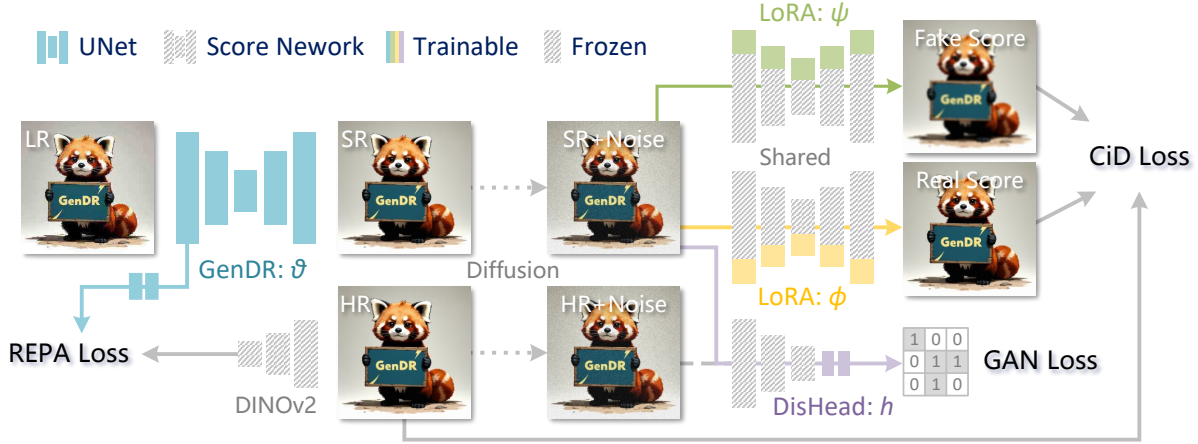 UNet
Score Nework
Trainable
Frozen
LoRA: ψ
Fake Score
GenDR
LR
GenDR
SR
GenDR
SR+Noise
GenDR
Shared
CiD Loss
Real Score
GenDR
GenDR: ϑ
Diffusion
LoRA: ϕ
REPA Loss
DINOv2
HR
GenDR
HR+Noise
GenDR
DisHead: h
1 0 0
0 1 1
0 1 0
GAN Loss